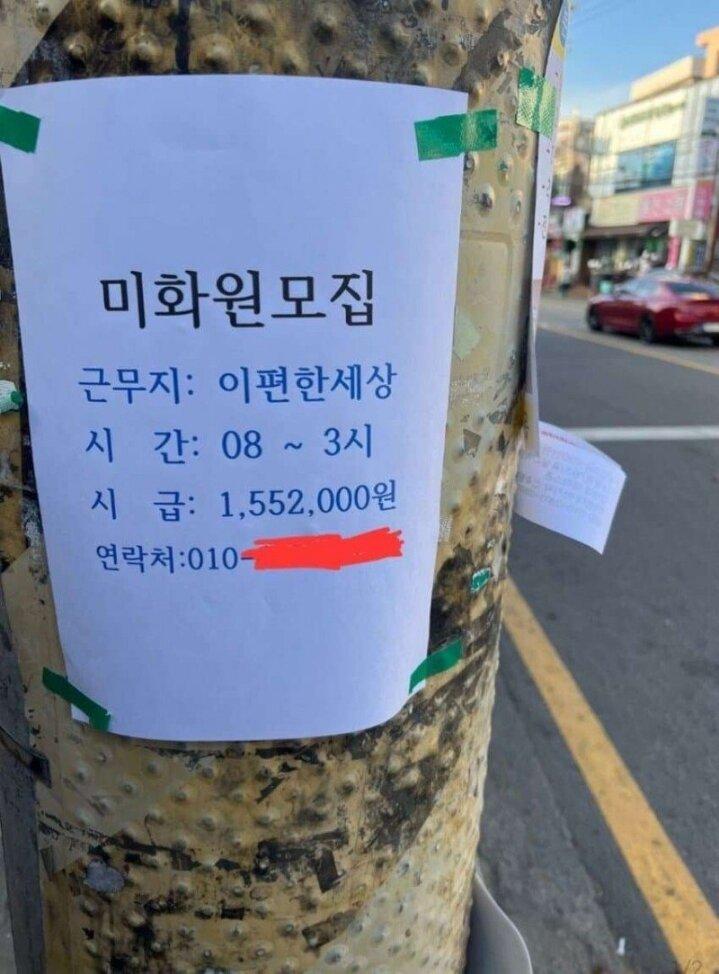 미화원모집
근무지: 이편한세상
시 간: 08 ~ 3시
시 급: 1,552,000원
연락처:010-